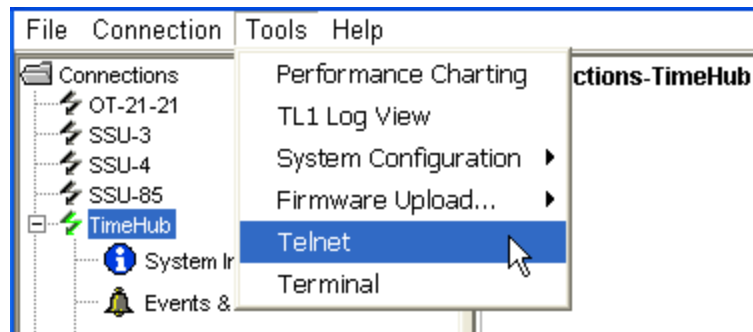 File Connection Tools Help
Connections
OT-21-21
SSU-3
SSU-4
SSU-85
TimeHub
System
Events &
Performance Charting
TL1 Log View
System Configuration
Firmware Upload...
Telnet
Terminal
ctions-TimeHub